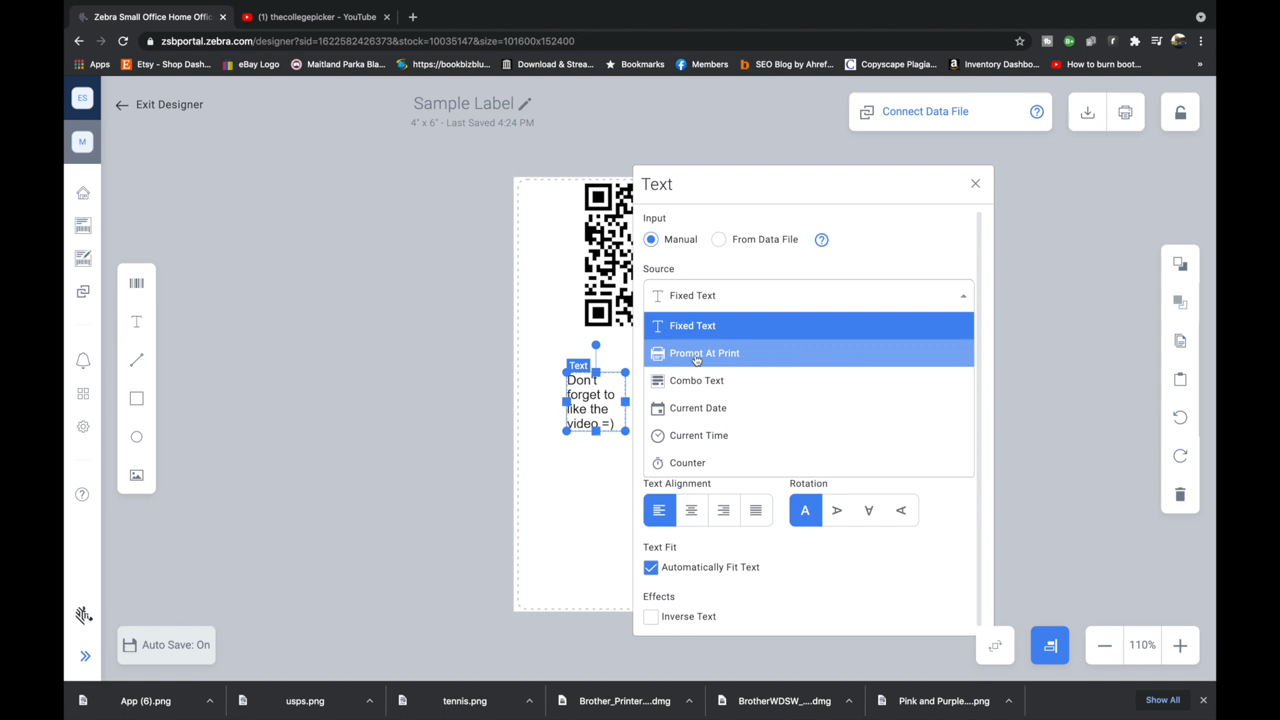 Zebra Small Office Home Offic
(1) thecollegepicker - YouTube
zsbportal.zebra.com/designer?sid=1622582426373&stock=10035147&size=101600x152400
Apps
Etsy - Shop Dash...
eBay Logo
Maitland Parka Bla...
https://bookbizblu...
Download & Strea...
Bookmarks
Members
SEO Blog by Ahref...
Copyscape Plagia...
Inventory Dashbo...
How to burn boot...
»
ES
Exit Designer
Sample Label
4" x 6" - Last Saved 4:24 PM
Connect Data File
M
Text
Input
Manual
From Data File
Source
Fixed Text
Fixed Text
Prompt At Print
Combo Text
Current Date
Current Time
Counter
Text
Don't
forget to
like the
video =)
Text Alignment
Rotation
Text Fit
Automatically Fit Text
Effects
Inverse Text
Auto Save: On
110%
App (6).png
usps.png
tennis.png
Brother_Printer....dmg
BrotherWDSW_....dmg
Pink and Purple....png
Show All